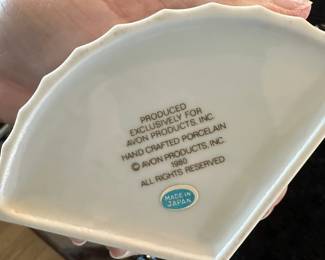 PRODUCED
EXCLUSIVELY FOR
AVON PRODUCTS, INC.
HAND CRAFTED PORCELAIN
© AVON PRODUCTS, INC.
1980
ALL RIGHTS RESERVED
MADE IN
JAPAN